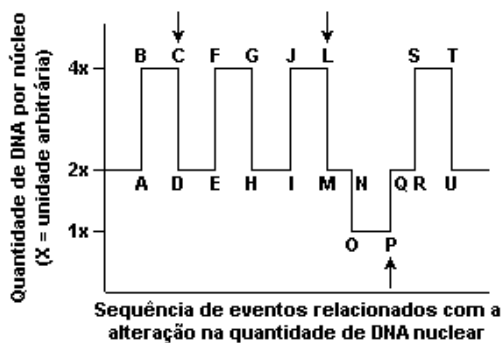 Quantidade de DNA por núcleo
(X = unidade arbitrária)
B C F G J L S T
4x
2x
A D E H I M N Q R U
1x
O P
Sequência de eventos relacionados com a
alteração na quantidade de DNA nuclear